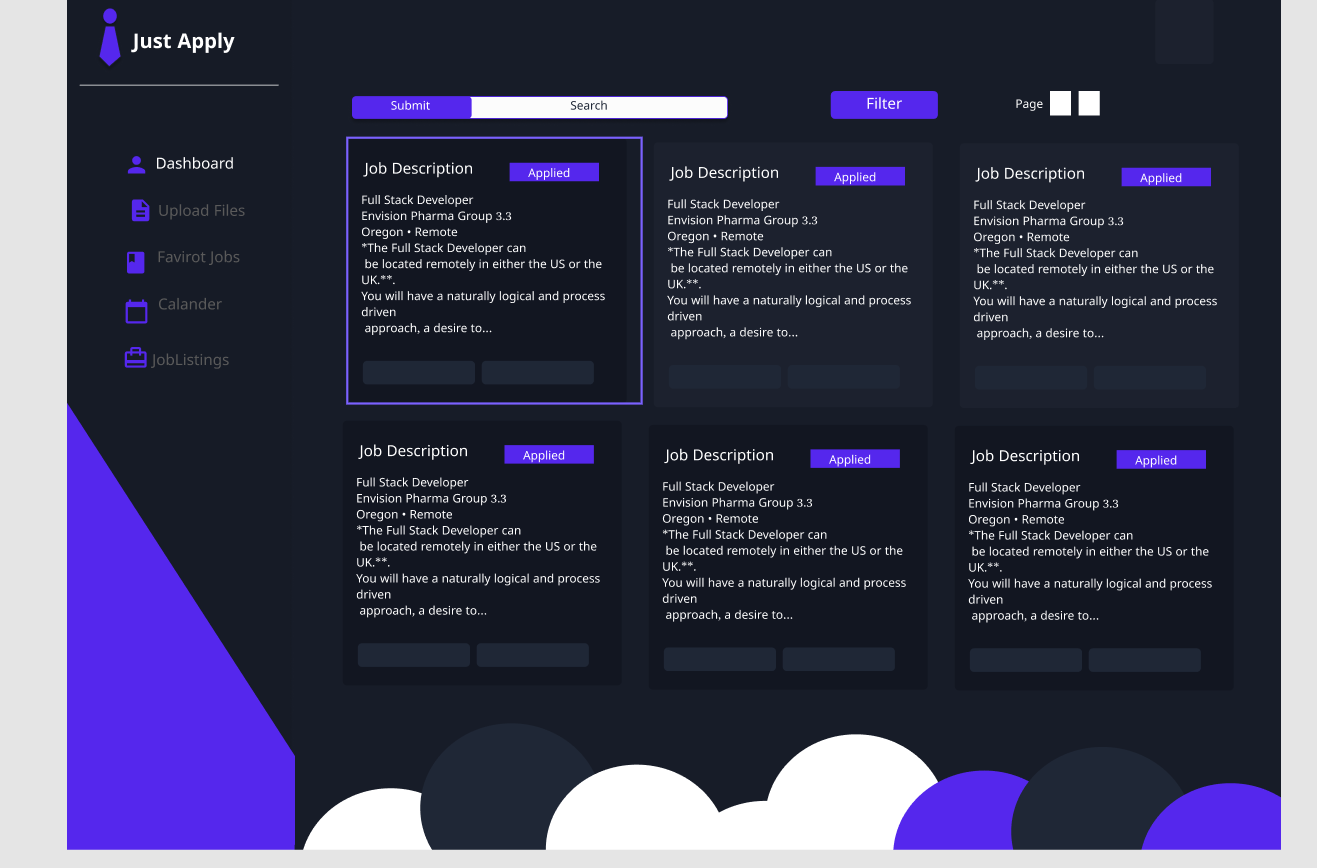 Just Apply
Dashboard
Upload Files
Favirot Jobs
Calander
JobListings
Submit
Search
Filter
Page
Job Description
Applied
Full Stack Developer
Envision Pharma Group 3.3
Oregon • Remote
*The Full Stack Developer can
be located remotely in either the US or the
UK.**.
You will have a naturally logical and process
driven
approach, a desire to...
Job Description
Applied
Full Stack Developer
Envision Pharma Group 3.3
Oregon • Remote
*The Full Stack Developer can
be located remotely in either the US or the
UK.**.
You will have a naturally logical and process
driven
approach, a desire to...
Job Description
Applied
Full Stack Developer
Envision Pharma Group 3.3
Oregon • Remote
*The Full Stack Developer can
be located remotely in either the US or the
UK.**.
You will have a naturally logical and process
driven
approach, a desire to...
Job Description
Applied
Full Stack Developer
Envision Pharma Group 3.3
Oregon • Remote
*The Full Stack Developer can
be located remotely in either the US or the
UK.**.
You will have a naturally logical and process
driven
approach, a desire to...
Job Description
Applied
Full Stack Developer
Envision Pharma Group 3.3
Oregon • Remote
*The Full Stack Developer can
be located remotely in either the US or the
UK.**.
You will have a naturally logical and process
driven
approach, a desire to...
Job Description
Applied
Full Stack Developer
Envision Pharma Group 3.3
Oregon • Remote
*The Full Stack Developer can
be located remotely in either the US or the
UK.**.
You will have a naturally logical and process
driven
approach, a desire to...